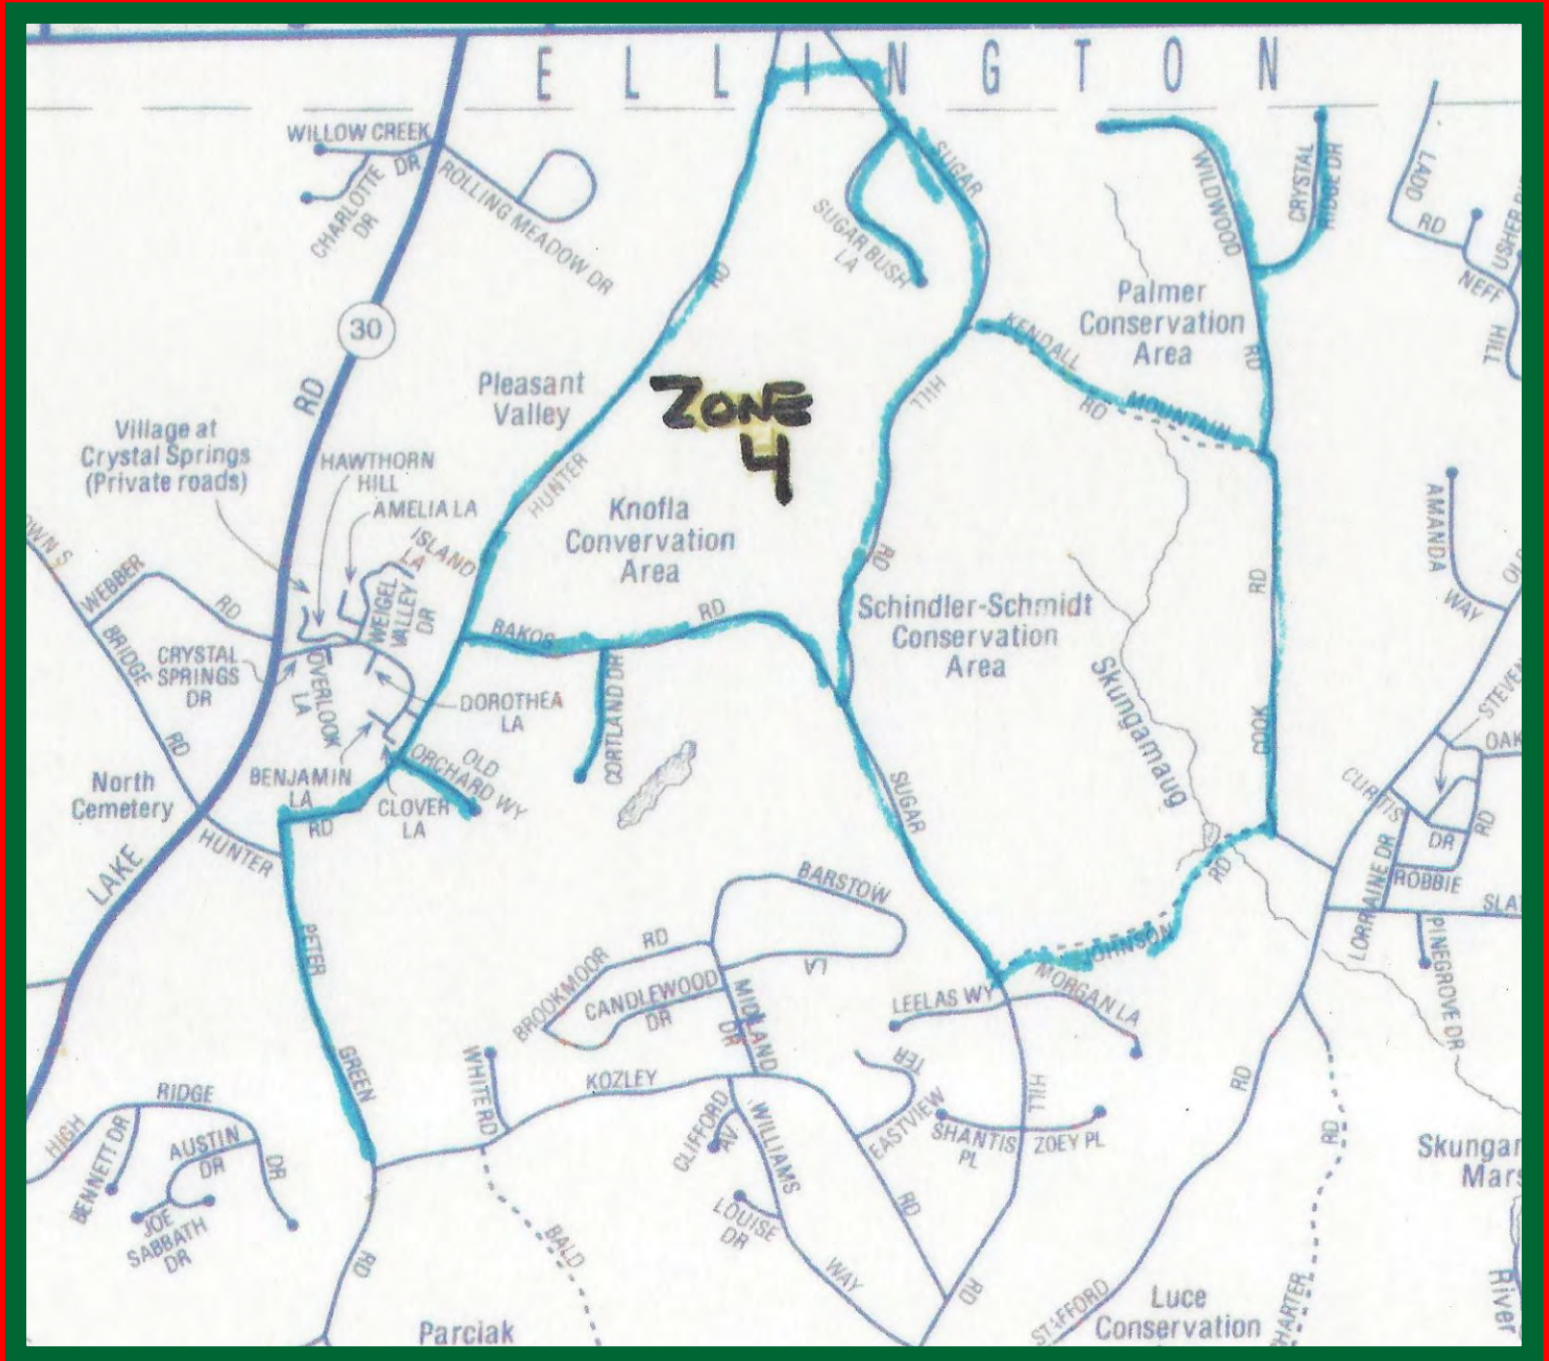 ELLINGTON
WILLOW CREEK
DR
CHARLOTTE
DR
ROLLING MEADOW DR
SUGAR
SUGAR BUSH
LA
WILDWOOD
RD
CRYSTAL
RIDGE DR
LADD
RD
NEFF
HILL
RD
30
RD
Palmer
Conservation
Area
KENDALL
MOUNTAIN
RD
HILL
Pleasant
Valley
ZONE
4
Village at
Crystal Springs
(Private roads)
HAWTHORN
HILL
AMELIA LA
ISLAND
LA
HUNTER
Knofla
Convervation
Area
RD
AMANDA
WAY
WEBBER
RD
BRIDGE
RD
WEIGEL
VALLEY
DR
BAKOS
RD
Schindler-Schmidt
Conservation
Area
RD
CRYSTAL
SPRINGS
DR
OVERLOOK
LA
DOROTHEA
LA
CORTLAND DR
Skungamaug
COOK
North
Cemetery
BENJAMIN
LA
OLD
ORCHARD WY
CLOVER
LA
RD
HUNTER
LAKE
SUGAR
CURTIS
DR
RD
OAK
LORRAINE DR
ROBBIE
PINEGROVE DR
BARSTOW
LA
RD
JOHNSON
PETER
BROOKMOOR
RD
CANDLEWOOD
DR
MIDLAND
DR
LEELAS WY
MORGAN LA
GREEN
WHITE RD
KOZLEY
TER
EASTVIEW
HILL
RD
RD
HIGH
RIDGE
BENNETT DR
AUSTIN
DR
DR
JOE
SABBATH
DR
CLIFFORD
AV
WILLIAMS
SHANTIS
PL
ZOEY PL
LOUISE
DR
RD
WAY
RD
BALD
RD
STAFFORD
Luce
Conservation
River
Parciak